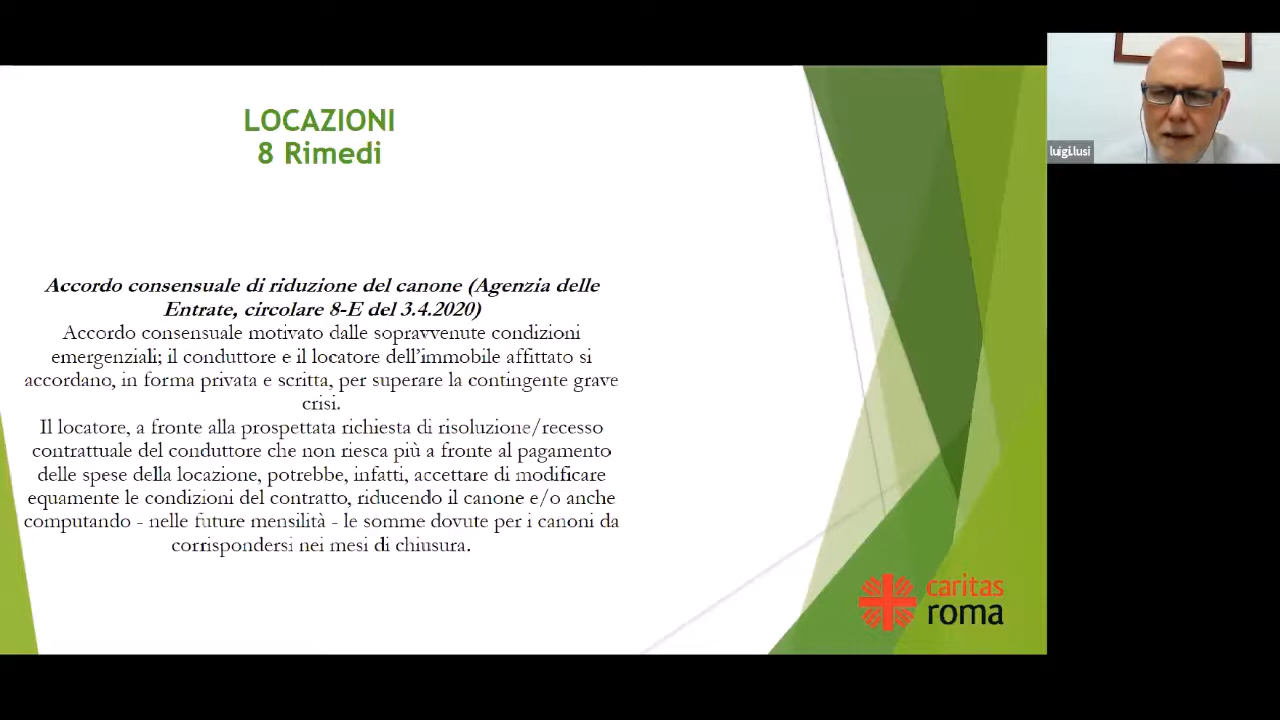 LOCAZIONI
8 Rimedi
Accordo consensuale di riduzione del canone (Agenzia delle
Entrate, circolare 8-E del 3.4.2020)
Accordo consensuale motivato dalle sopravvenute condizioni
emergenziali; il conduttore e il locatore dell'immobile affittato si
accordano, in forma privata e scritta, per superare la contingente grave
crisi.
Il locatore, a fronte alla prospettata richiesta di risoluzione/recesso
contrattuale del conduttore che non riesca più a fronte al pagamento
delle spese della locazione, potrebbe, infatti, accettare di modificare
equamente le condizioni del contratto, riducendo il canone e/o anche
computando - nelle future mensilità - le somme dovute per i canoni da
corrispondersi nei mesi di chiusura.
caritas
roma
luigi.lusi